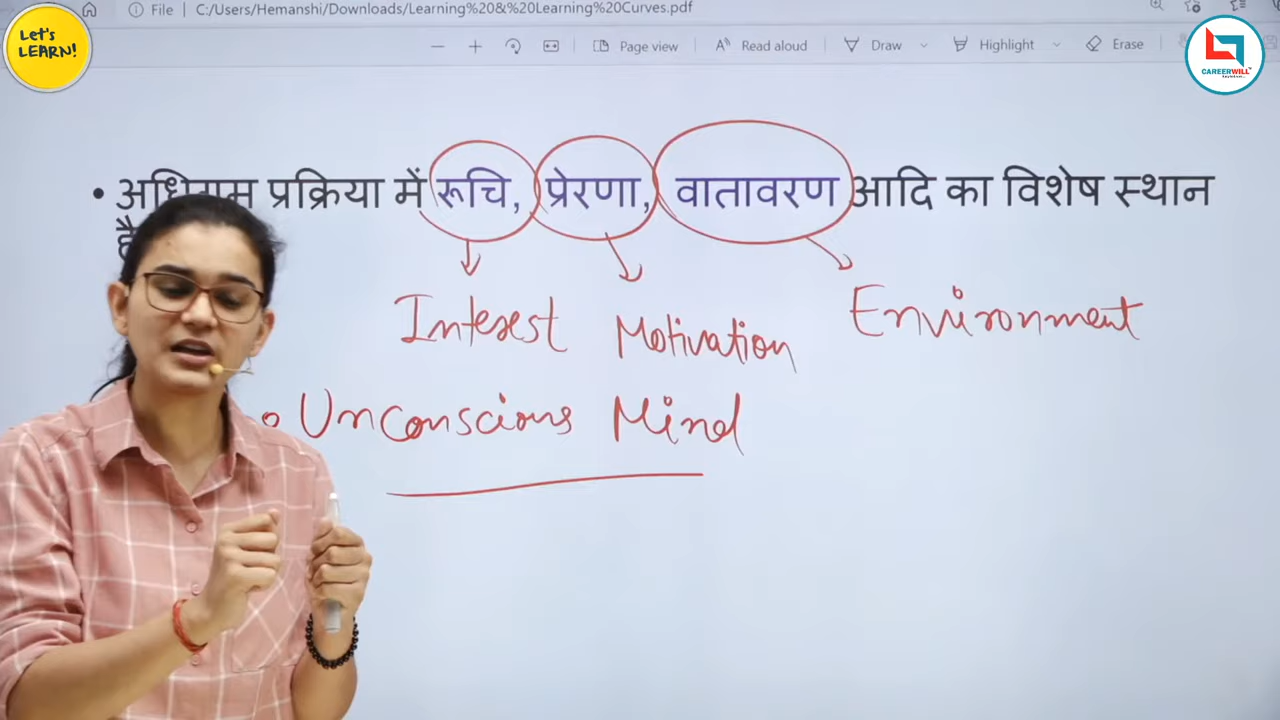 File | C:/Users/Hemanshi/Downloads/Learning%20&%20Learning%20Curves.pdf
Let's LEARN!
Page view | Read aloud | Draw | Highlight | Erase
CAREERWILL
• अधिगम प्रक्रिया में रूचि, प्रेरणा, वातावरण आदि का विशेष स्थान
है
Interest Motivation Environment
Unconscious Mind